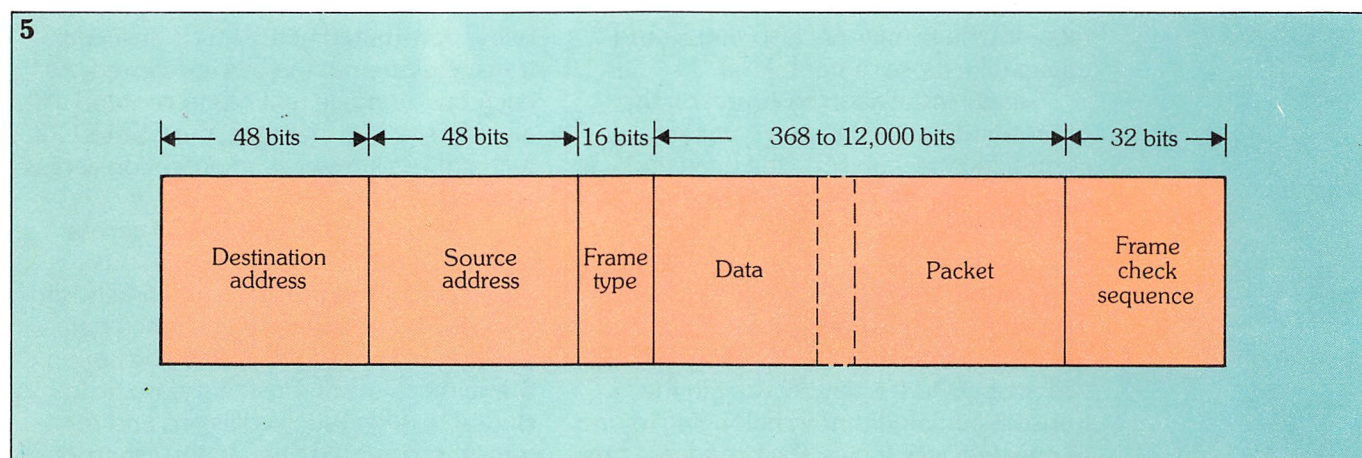 5
48 bits 48 bits 16 bits 368 to 12,000 bits 32 bits
Destination address
Source address
Frame type
Data
Packet
Frame check sequence